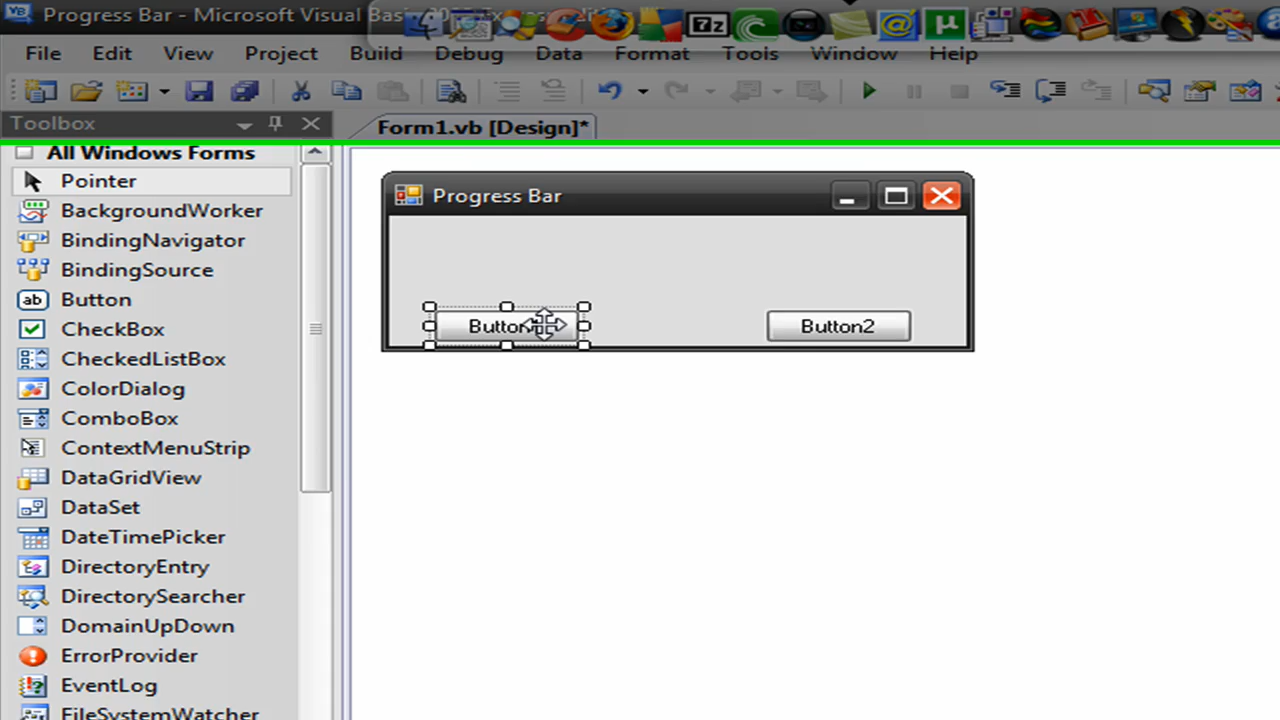 Progress Bar - Microsoft Visual Bas
File Edit View Project Build Debug Data Format Tools Window Help
Toolbox
Form1.vb [Design]*
All Windows Forms
Pointer
BackgroundWorker
BindingNavigator
BindingSource
Button
CheckBox
CheckedListBox
ColorDialog
ComboBox
ContextMenuStrip
DataGridView
DataSet
DateTimePicker
DirectoryEntry
DirectorySearcher
DomainUpDown
ErrorProvider
EventLog
FileSystemWatcher
Progress Bar
Button
Button2